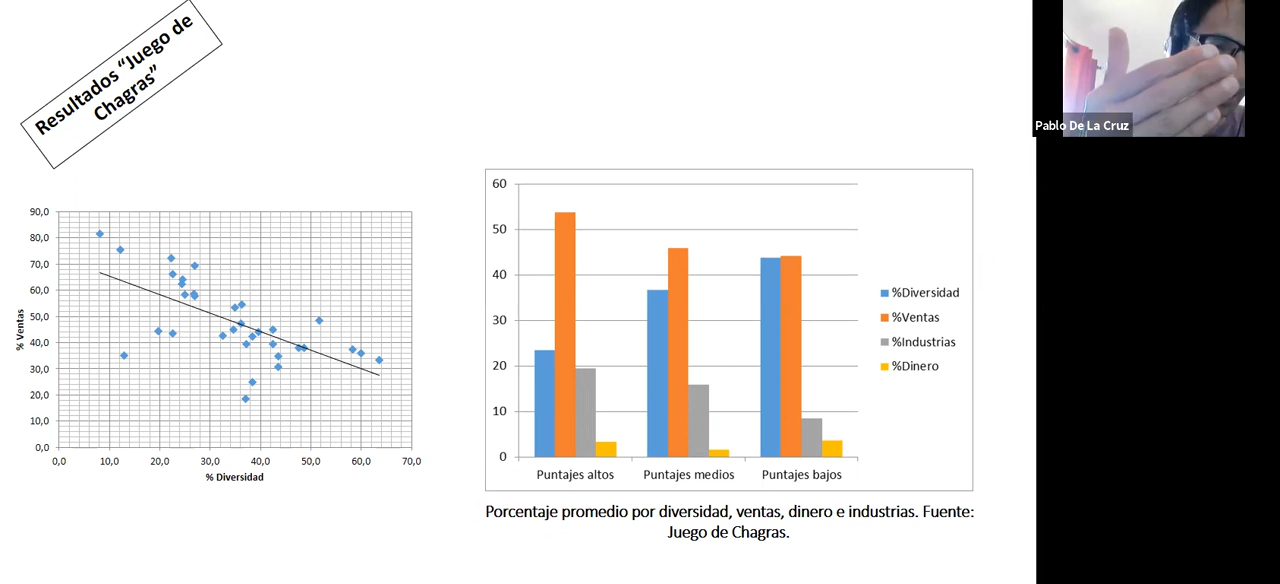 Resultados “Juego de
Chagras”
Pablo De La Cruz
90,0
80,0
70,0
60,0
50,0
40,0
30,0
20,0
10,0
0,0
% Ventas
0,0 10,0 20,0 30,0 40,0 50,0 60,0 70,0
% Diversidad
60
50
40
30
20
10
0
Puntajes altos Puntajes medios Puntajes bajos
%Diversidad
%Ventas
%Industrias
%Dinero
Porcentaje promedio por diversidad, ventas, dinero e industrias. Fuente:
Juego de Chagras.